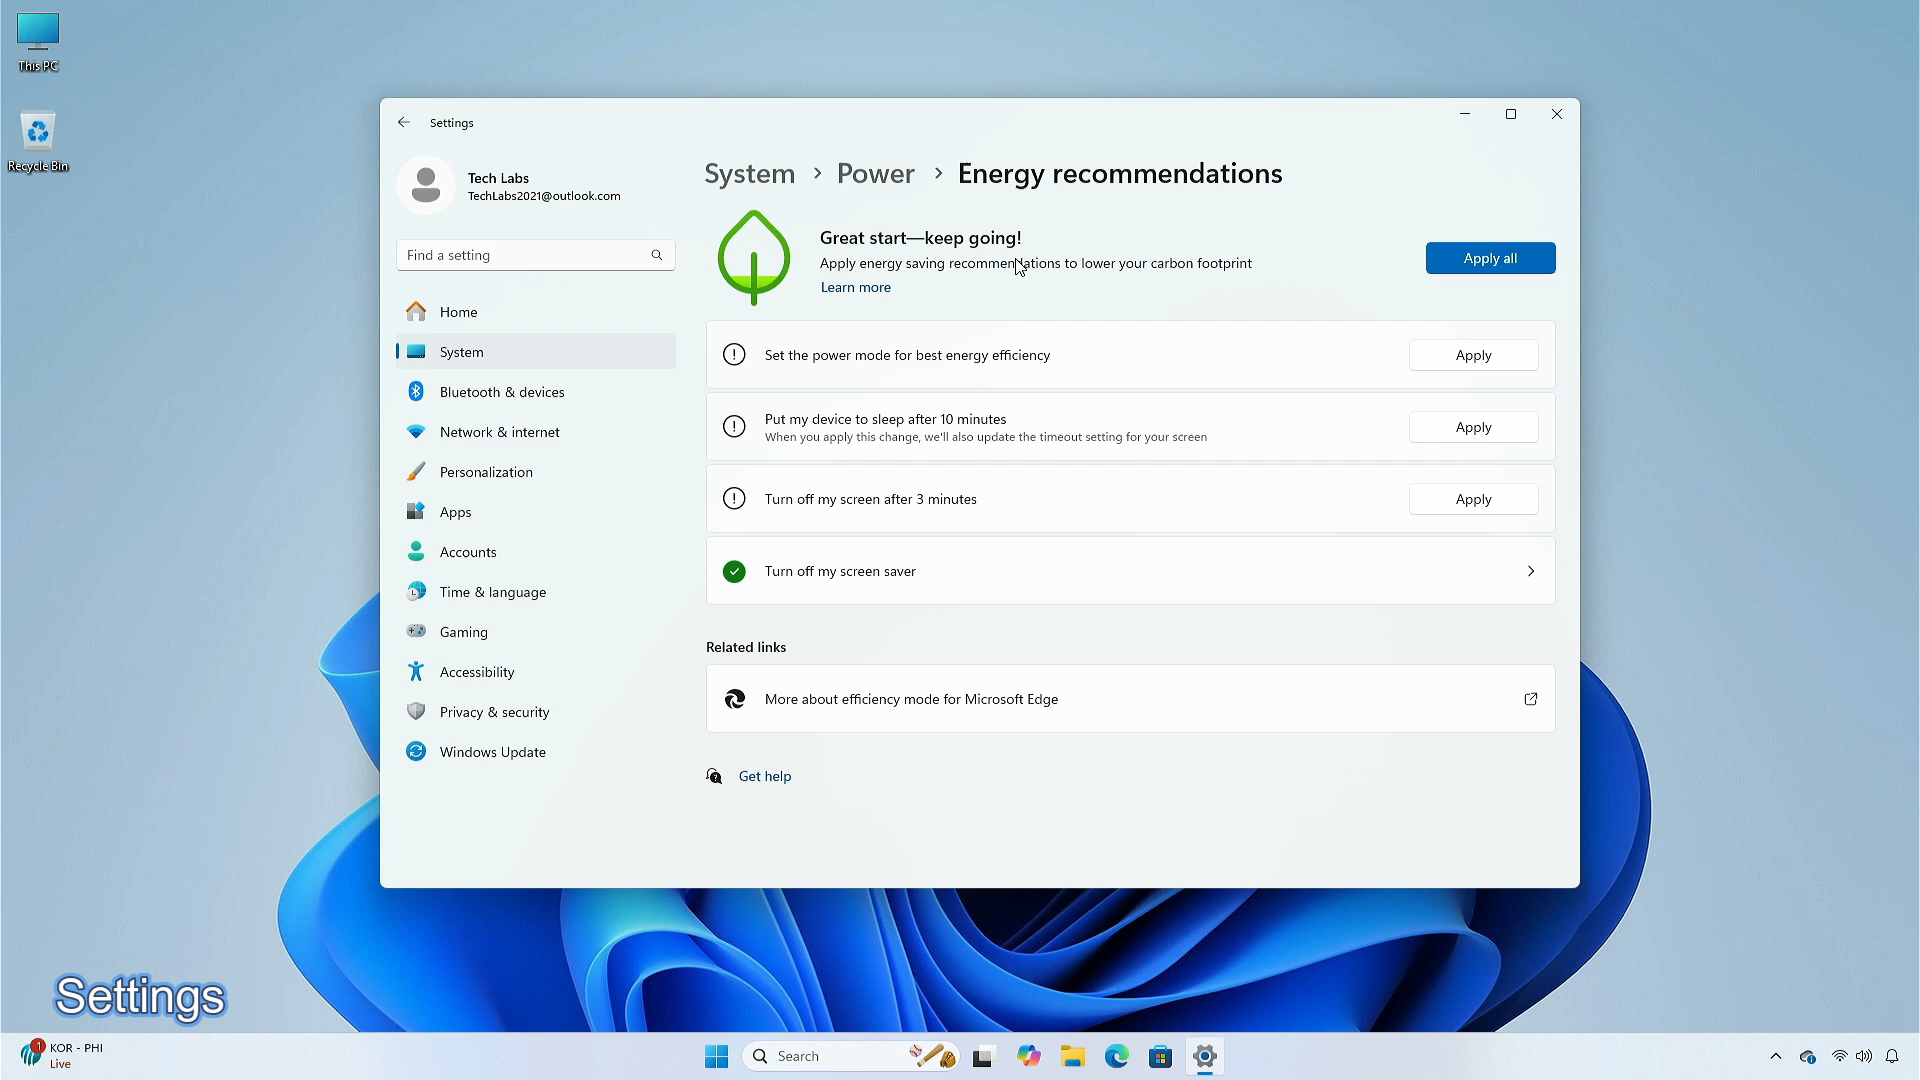 This PC
Recycle Bin
Settings
Tech Labs
TechLabs2021@outlook.com
Find a setting
Home
System
Bluetooth & devices
Network & internet
Personalization
Apps
Accounts
Time & language
Gaming
Accessibility
Privacy & security
Windows Update
System > Power > Energy recommendations
Great start—keep going!
Apply energy saving recommendations to lower your carbon footprint
Learn more
Apply all
Set the power mode for best energy efficiency
Apply
Put my device to sleep after 10 minutes
When you apply this change, we'll also update the timeout setting for your screen
Apply
Turn off my screen after 3 minutes
Apply
Turn off my screen saver
Related links
More about efficiency mode for Microsoft Edge
Get help
Settings
1
KOR - PHI
Live
Search